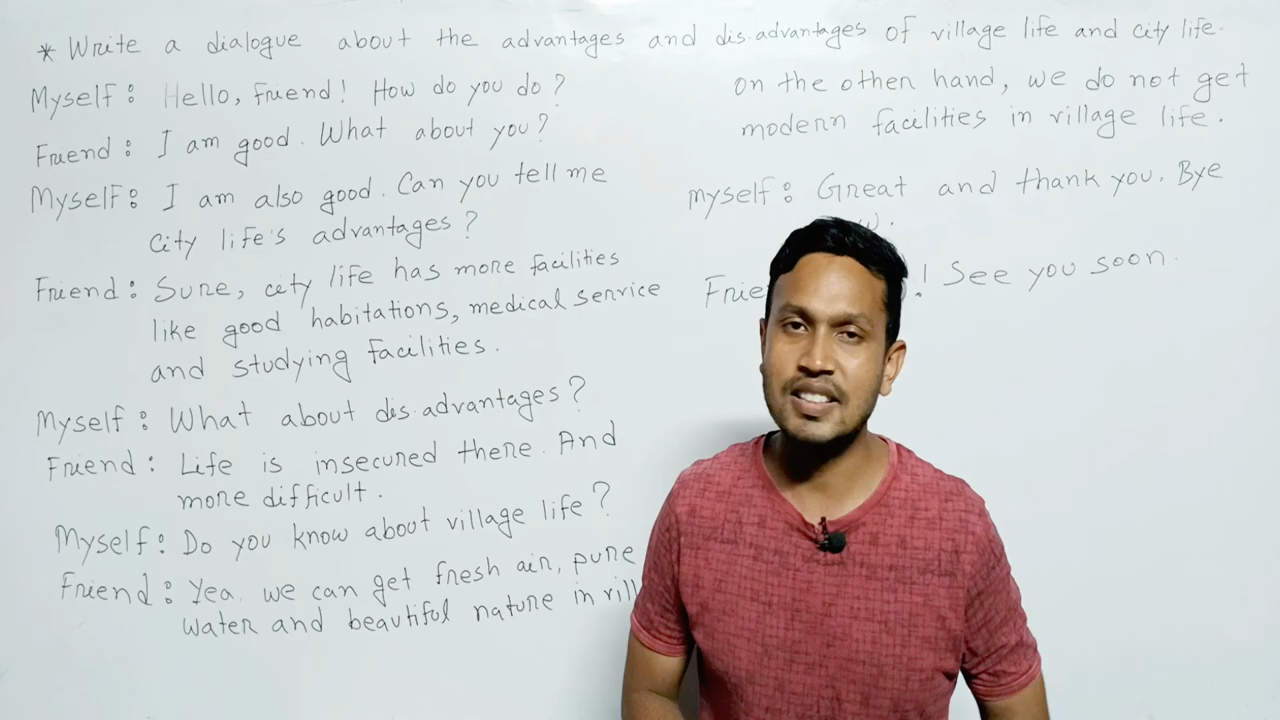 * Write a dialogue about the advantages and dis.advantages of village life and city life.
Myself: Hello, friend! How do you do?
Friend: I am good. What about you?
Myself: I am also good. Can you tell me
city life's advantages?
Friend: Sure, city life has more facilities
like good habitations, medical service
and studying facilities.
Myself: What about dis.advantages?
Friend: Life is insecured there. And
more difficult.
Myself: Do you know about village life?
Friend: Yea, we can get fresh air, pure
water and beautiful nature in
on the other hand, we do not get
modern facilities in village life.
Myself: Great and thank you. Bye
! See you soon.